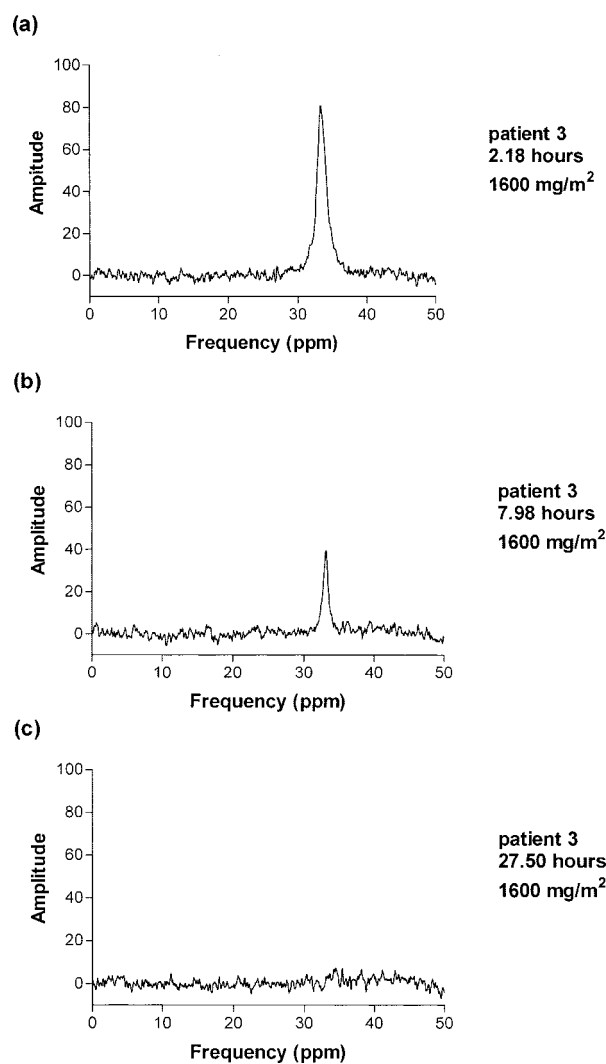 (a)
100
80
60
40
20
0
Ampitude
0 10 20 30 40 50
Frequency (ppm)
patient 3
2.18 hours
1600 mg/m²
(b)
100
80
60
40
20
0
Amplitude
0 10 20 30 40 50
Frequency (ppm)
patient 3
7.98 hours
1600 mg/m²
(c)
100
80
60
40
20
0
Amplitude
0 10 20 30 40 50
Frequency (ppm)
patient 3
27.50 hours
1600 mg/m²